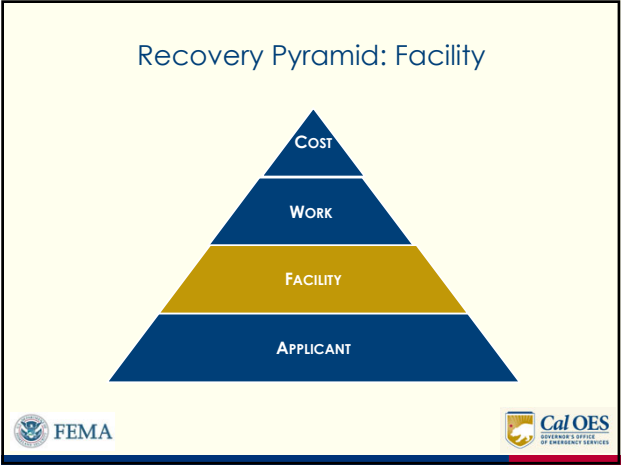 Recovery Pyramid: Facility
COST
WORK
FACILITY
APPLICANT
FEMA
Cal OES
GOVERNOR'S OFFICE
OF EMERGENCY SERVICES